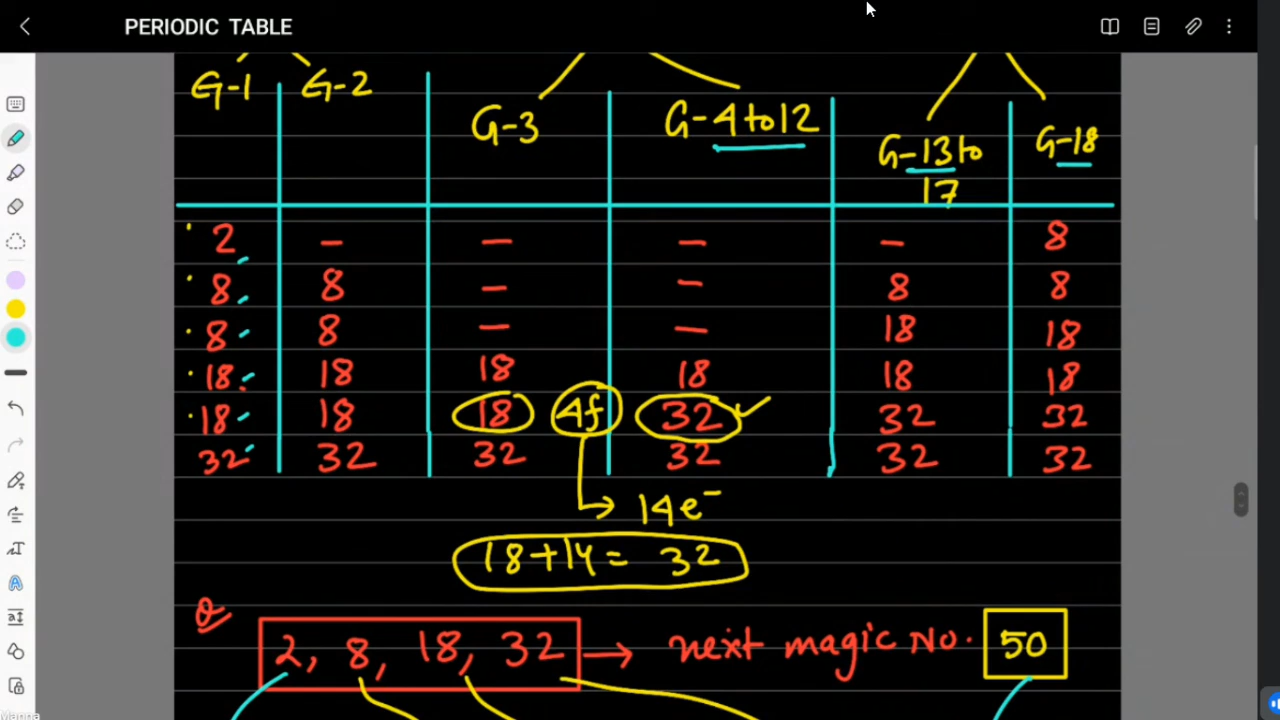 PERIODIC TABLE
G-1 G-2 G-3 G-4 to 12 G-13 to 17 G-18
2 - - - - 8
8 8 - - 8 8
8 8 - - 18 18
18 18 18 18 18 18
18 18 18 4f 32 32 32
32 32 32 32 32 32
14e⁻
18+14= 32
Q 2, 8, 18, 32 → next magic No. 50
Manna